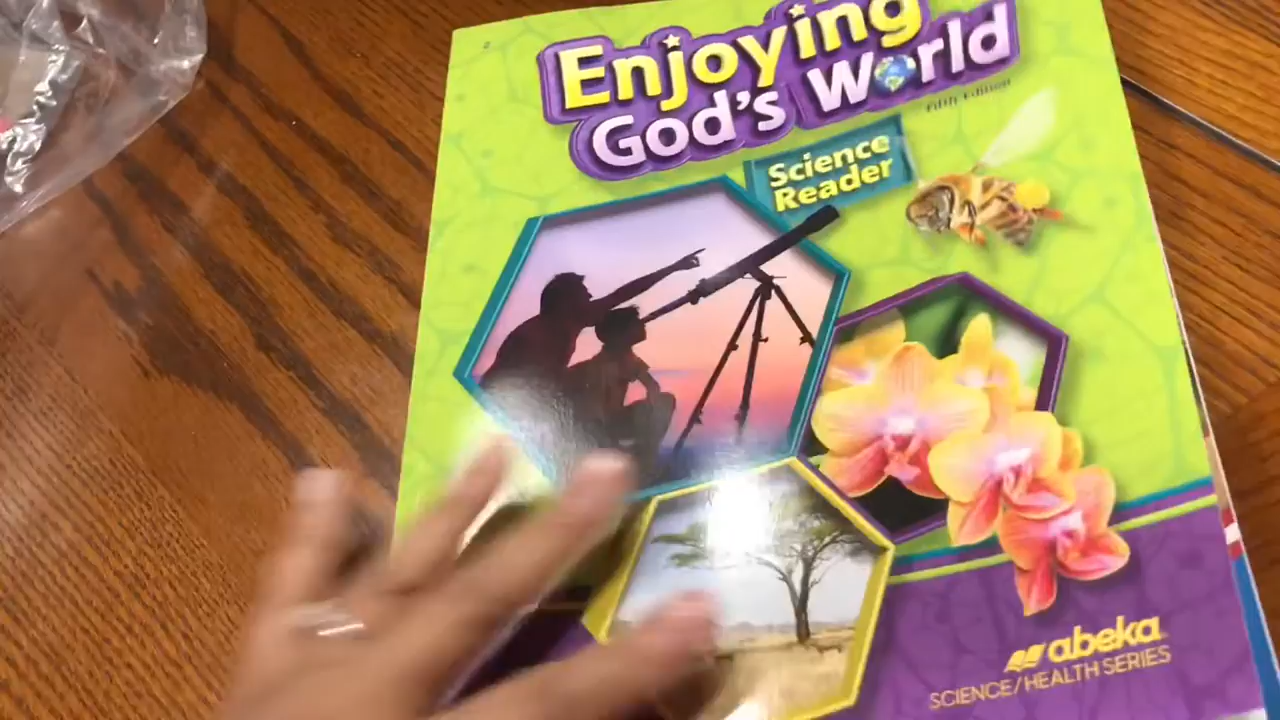 Enjoying
God's World
Fifth Edition
Science
Reader
abeka
SCIENCE/HEALTH SERIES